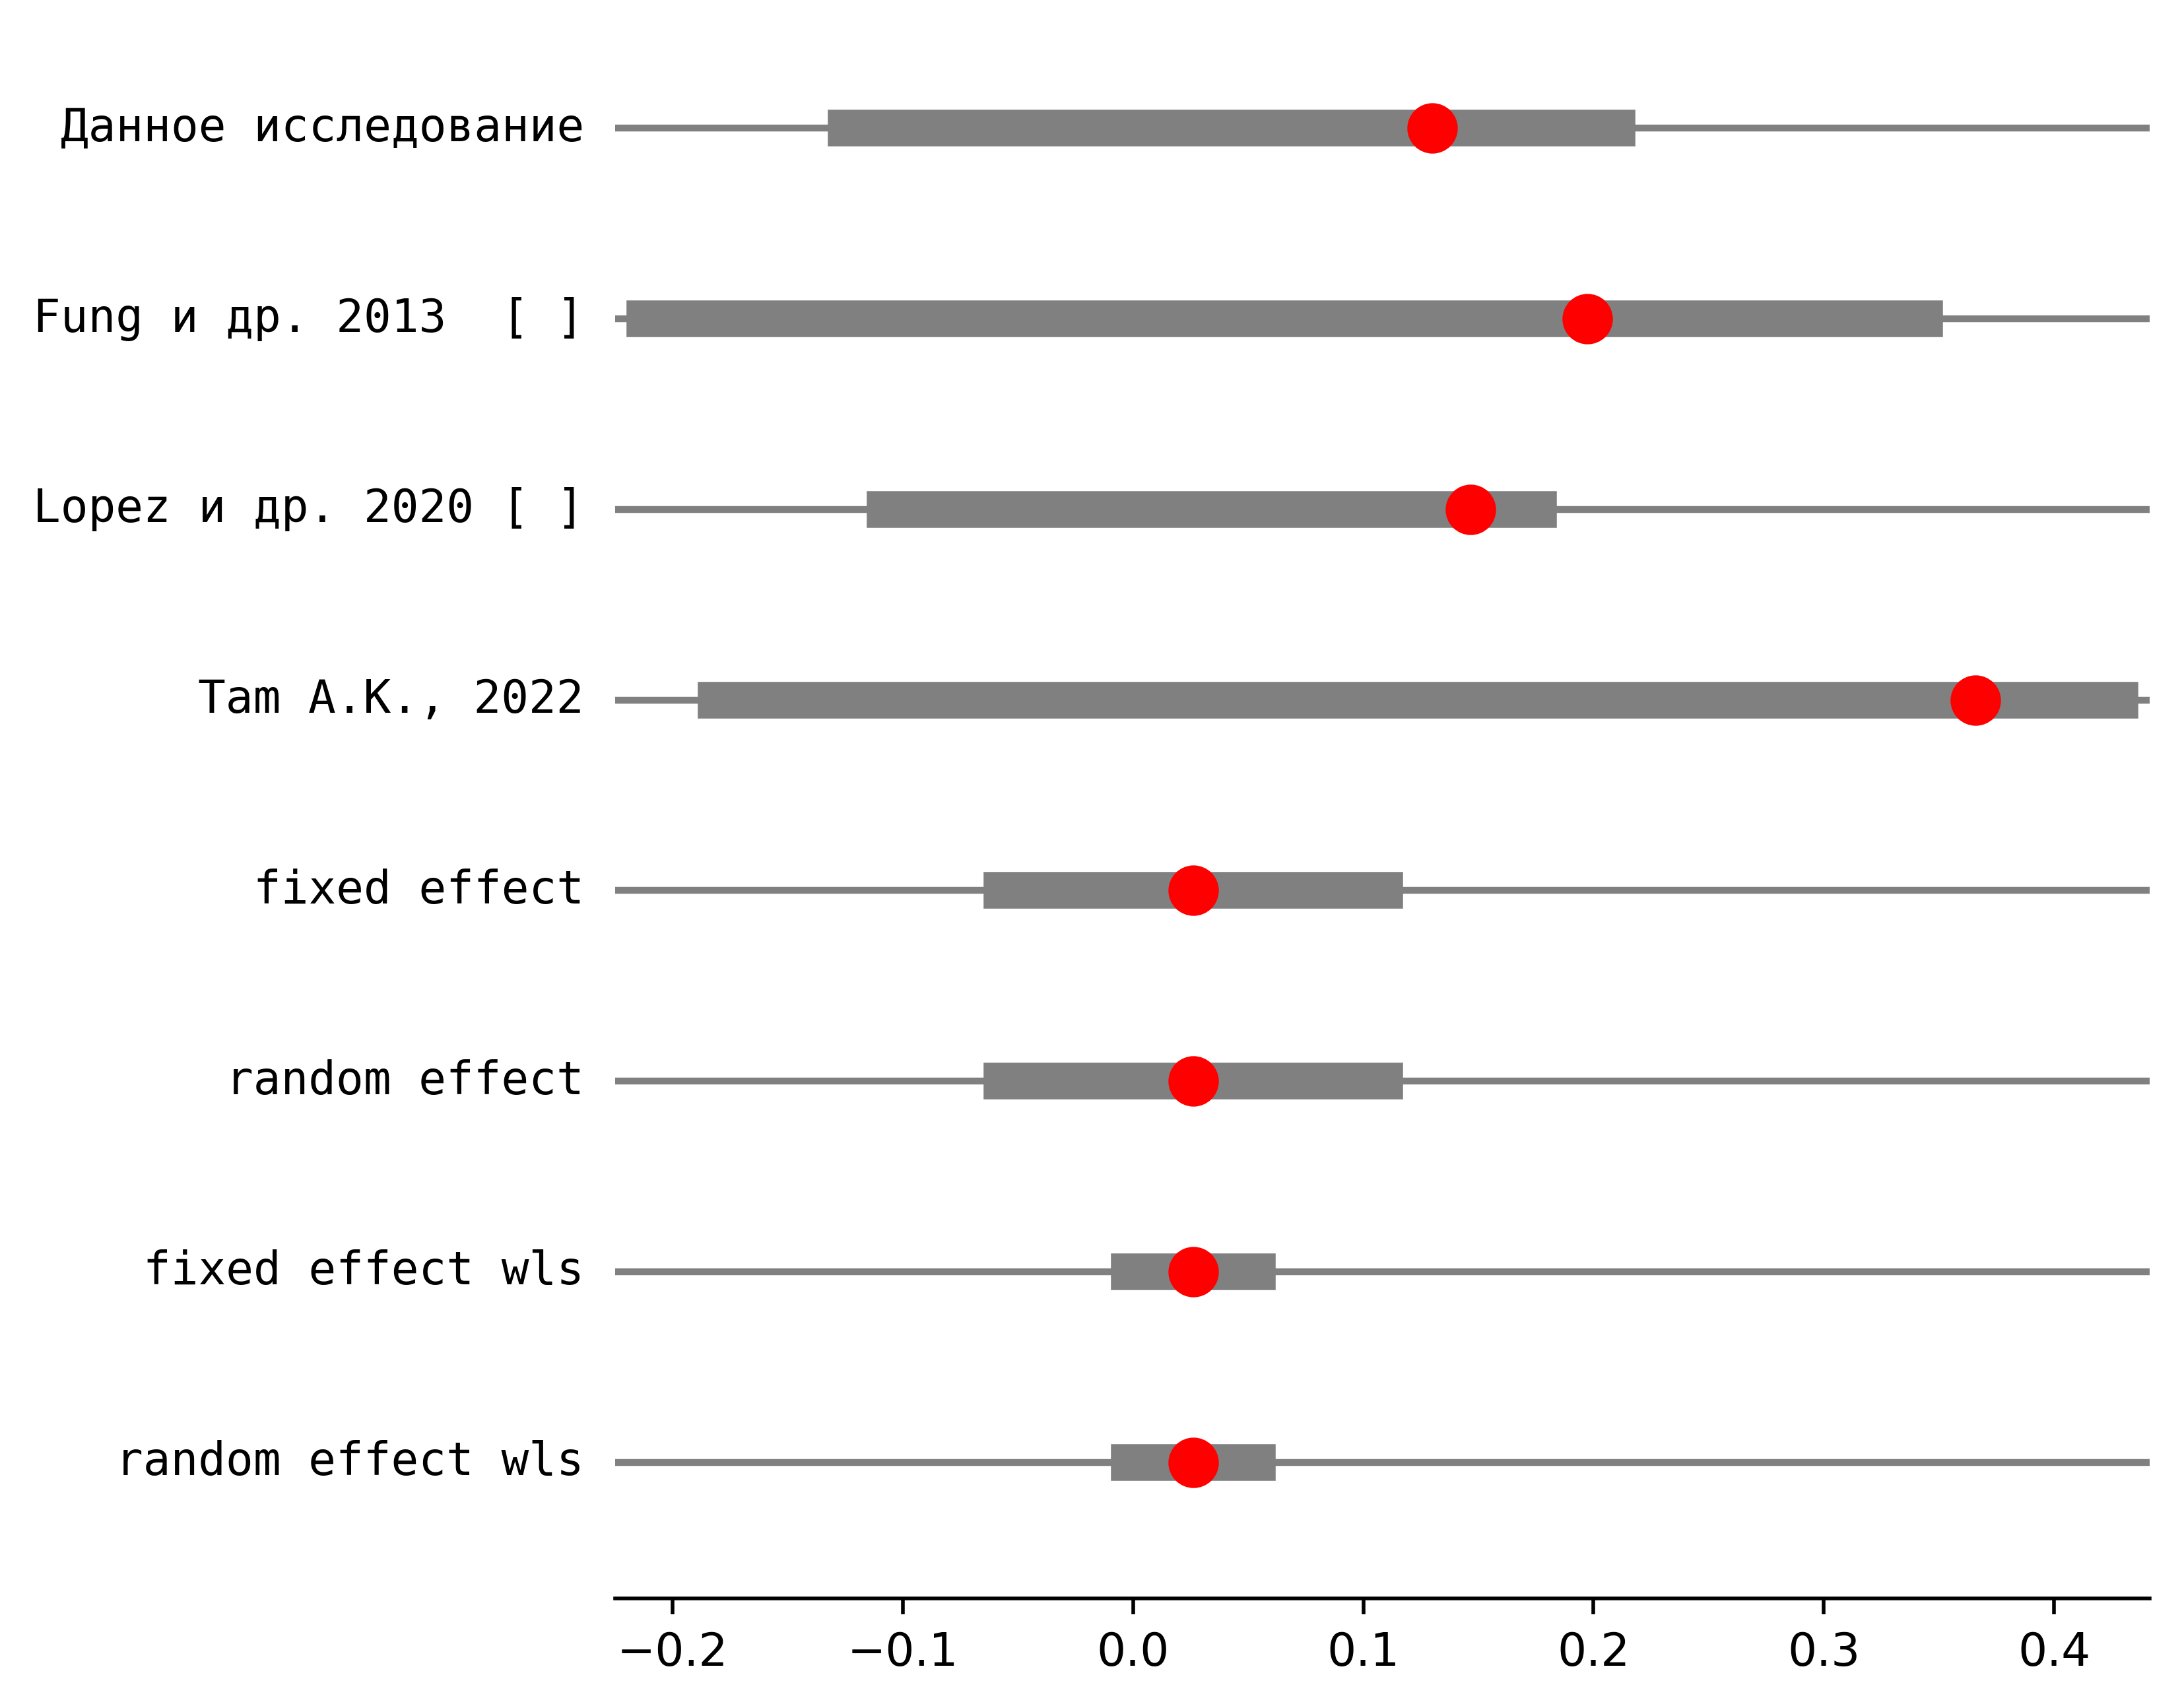 Данное исследование
Fung и др. 2013  [ ]
Lopez и др. 2020 [ ]
Tam A.K., 2022
fixed effect
random effect
fixed effect wls
random effect wls
−0.2 −0.1 0.0 0.1 0.2 0.3 0.4